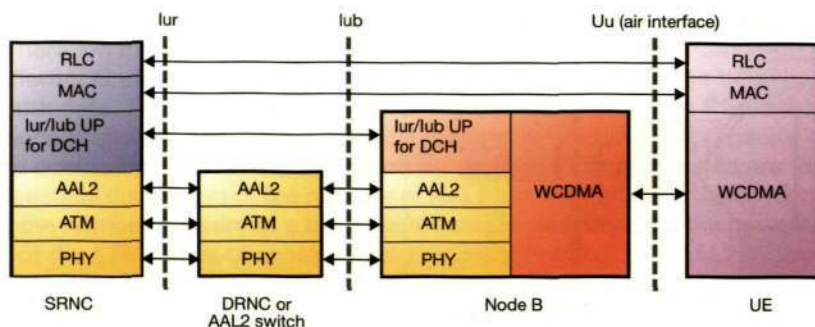 Iur
Iub
Uu (air interface)
RLC
MAC
Iur/Iub UP
for DCH
AAL2
ATM
PHY
SRNC
AAL2
ATM
PHY
DRNC or
AAL2 switch
Iur/Iub UP
for DCH
AAL2
ATM
PHY
WCDMA
Node B
RLC
MAC
WCDMA
UE